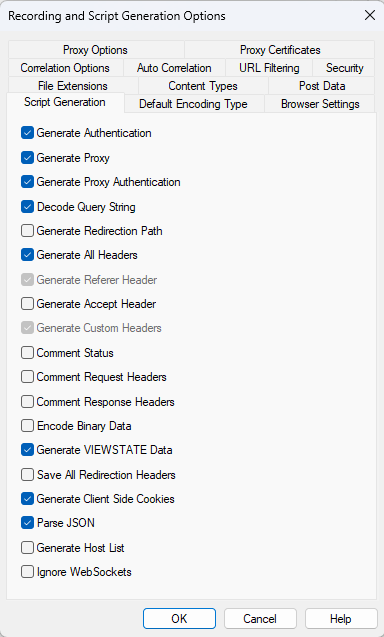 Recording and Script Generation Options
Proxy Options Proxy Certificates
Correlation Options Auto Correlation URL Filtering Security
File Extensions Content Types Post Data
Script Generation Default Encoding Type Browser Settings
Generate Authentication
Generate Proxy
Generate Proxy Authentication
Decode Query String
Generate Redirection Path
Generate All Headers
Generate Referer Header
Generate Accept Header
Generate Custom Headers
Comment Status
Comment Request Headers
Comment Response Headers
Encode Binary Data
Generate VIEWSTATE Data
Save All Redirection Headers
Generate Client Side Cookies
Parse JSON
Generate Host List
Ignore WebSockets
OK Cancel Help